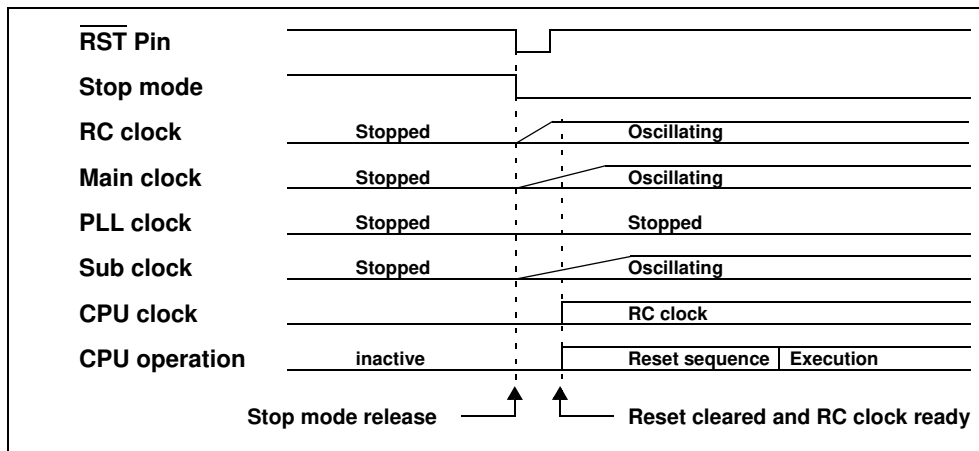 RST Pin
Stop mode
RC clock Stopped Oscillating
Main clock Stopped Oscillating
PLL clock Stopped Stopped
Sub clock Stopped Oscillating
CPU clock RC clock
CPU operation inactive Reset sequence Execution
Stop mode release Reset cleared and RC clock ready